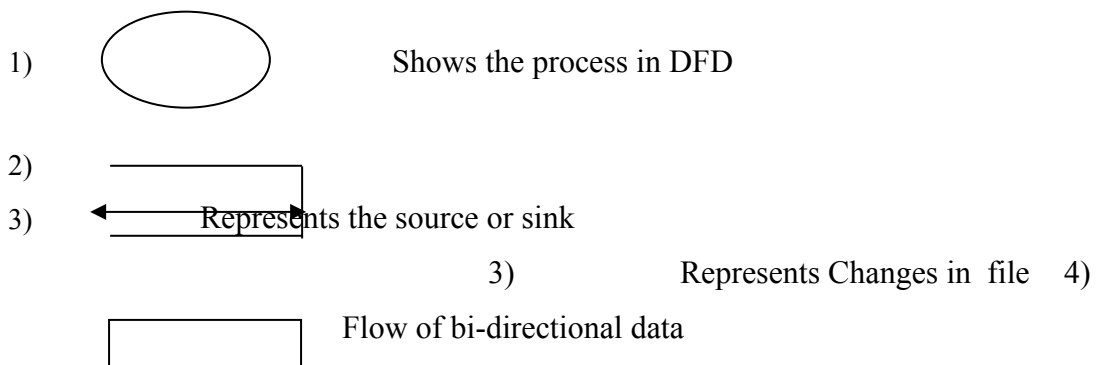 1) Shows the process in DFD
2)
3) Represents the source or sink
3) Represents Changes in file 4)
Flow of bi-directional data